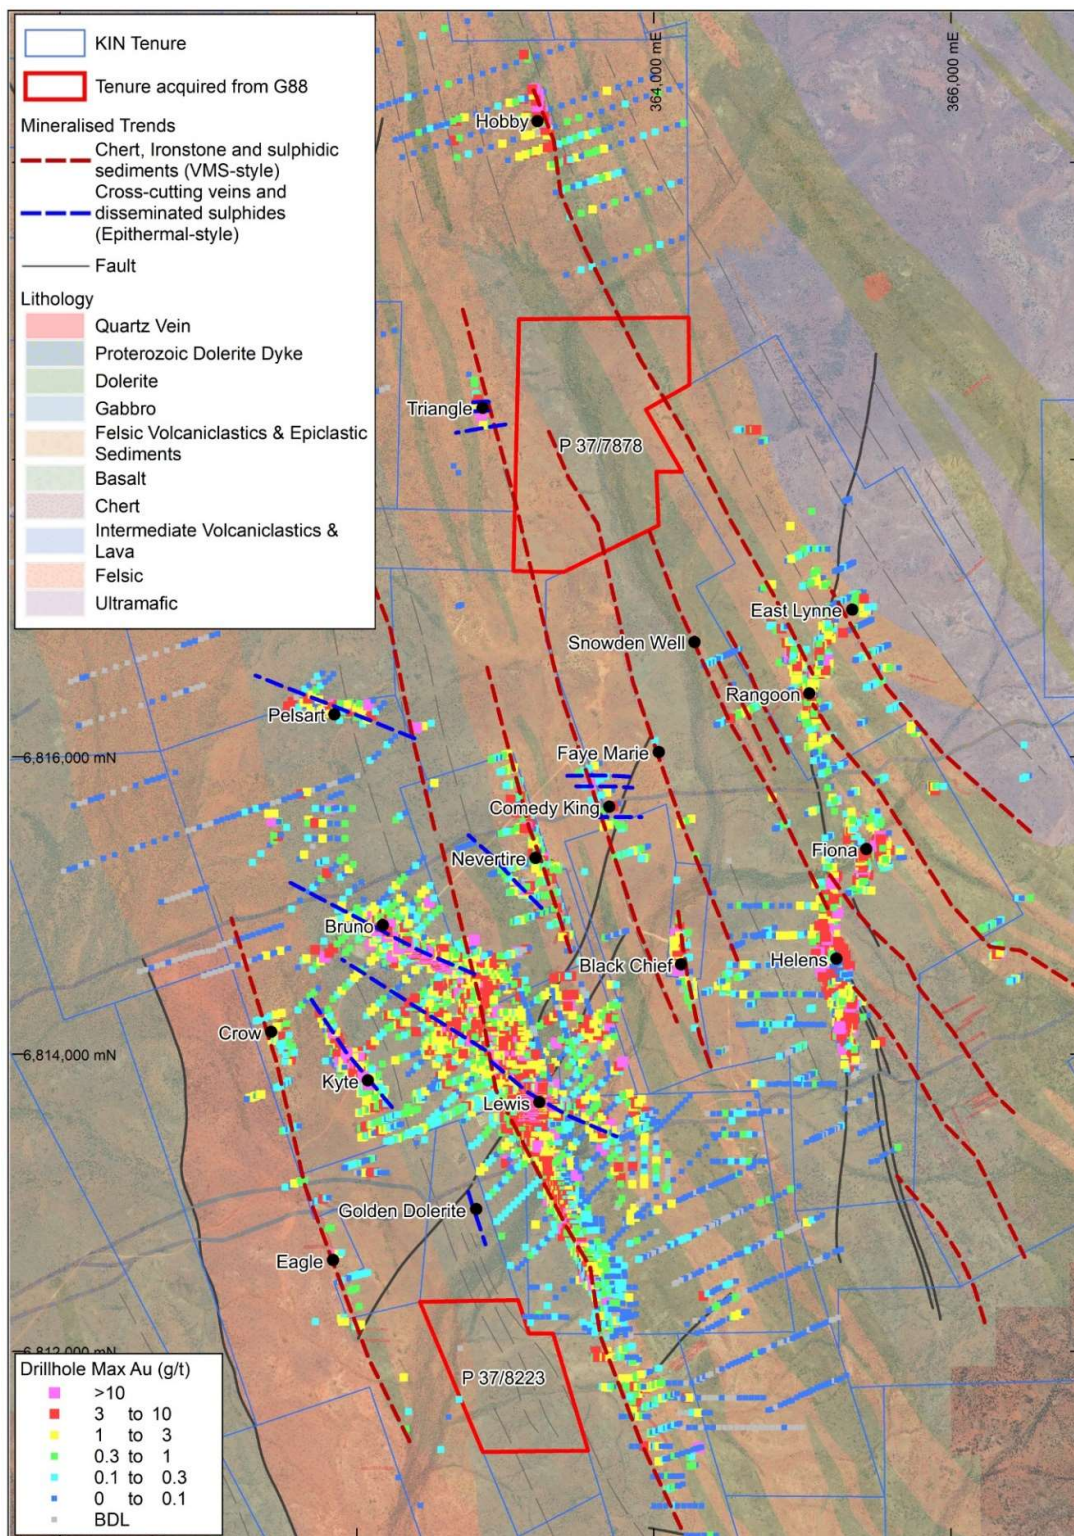 KIN Tenure
Tenure acquired from G88
Mineralised Trends
Chert, Ironstone and sulphidic
sediments (VMS-style)
Cross-cutting veins and
disseminated sulphides
(Epithermal-style)
Fault
Lithology
Quartz Vein
Proterozoic Dolerite Dyke
Dolerite
Gabbro
Felsic Volcaniclastics & Epiclastic
Sediments
Basalt
Chert
Intermediate Volcaniclastics &
Lava
Felsic
Ultramafic
364,000 mE
366,000 mE
Hobby
Triangle
P 37/7878
East Lynne
Snowden Well
Rangoon
Pelsart
Faye Marie
6,816,000 mN
Comedy King
Nevertire
Fiona
Bruno
Black Chief
Helens
Crow
6,814,000 mN
Kyte
Lewis
Golden Dolerite
Eagle
6,812,000 mN
P 37/8223
Drillhole Max Au (g/t)
>10
3 to 10
1 to 3
0.3 to 1
0.1 to 0.3
0 to 0.1
BDL